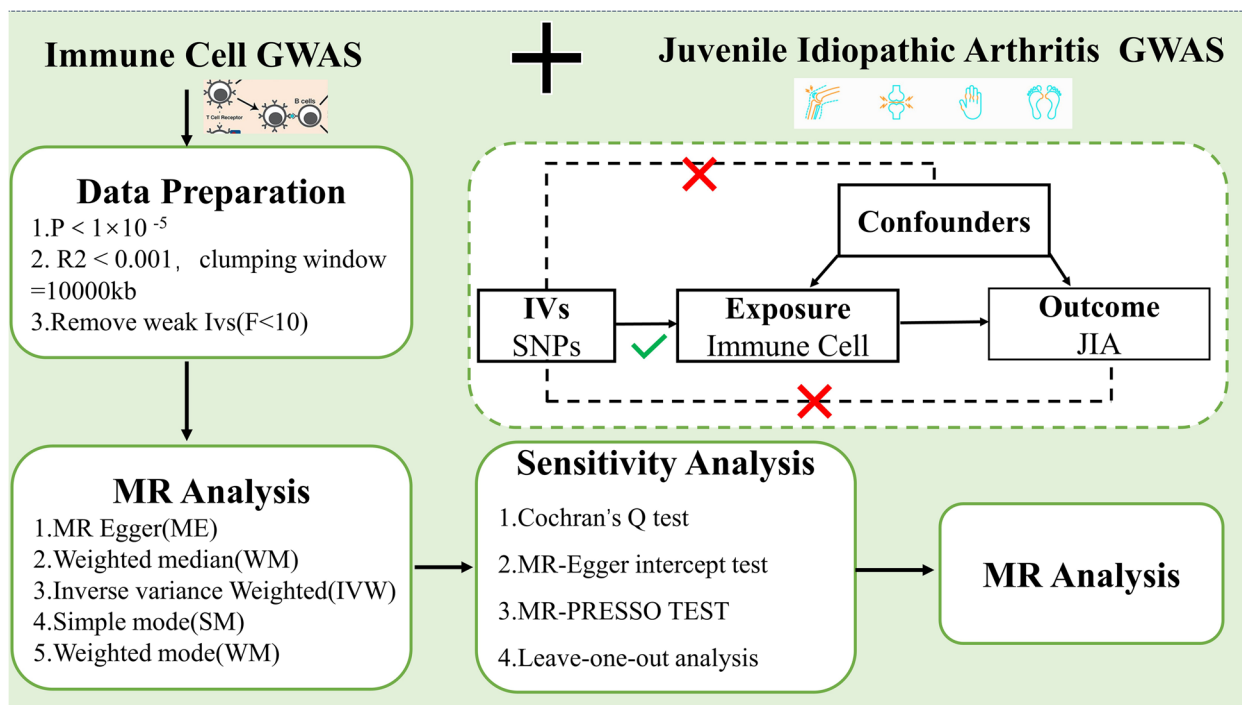 Immune Cell GWAS
Juvenile Idiopathic Arthritis GWAS
B cells
T Cell Receptor
Data Preparation
1.P < 1×10 -5
2. R2 < 0.001, clumping window
=10000kb
3.Remove weak Ivs(F<10)
Confounders
IVs
SNPs
Exposure
Immune Cell
Outcome
JIA
MR Analysis
1.MR Egger(ME)
2.Weighted median(WM)
3.Inverse variance Weighted(IVW)
4.Simple mode(SM)
5.Weighted mode(WM)
Sensitivity Analysis
1.Cochran’s Q test
2.MR-Egger intercept test
3.MR-PRESSO TEST
4.Leave-one-out analysis
MR Analysis